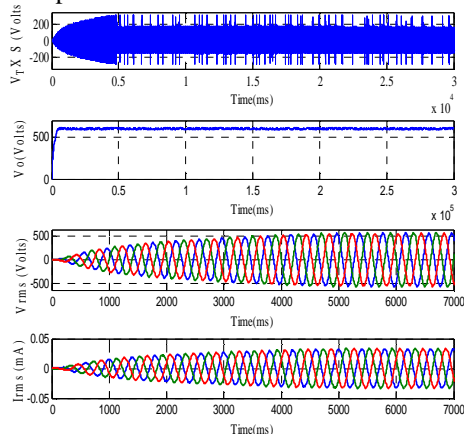 V T X S (Volts
200
0
-200
0 0.5 1 1.5 2 2.5 3
Time(ms)
x 10^4
Vo(Volts)
500
0
0 0.5 1 1.5 2 2.5 3
Time(ms)
x 10^5
Vrms (Volts)
500
0
-500
0 1000 2000 3000 4000 5000 6000 7000
Time(ms)
Irms (mA)
0.05
0
-0.05
0 1000 2000 3000 4000 5000 6000 7000
Time(ms)